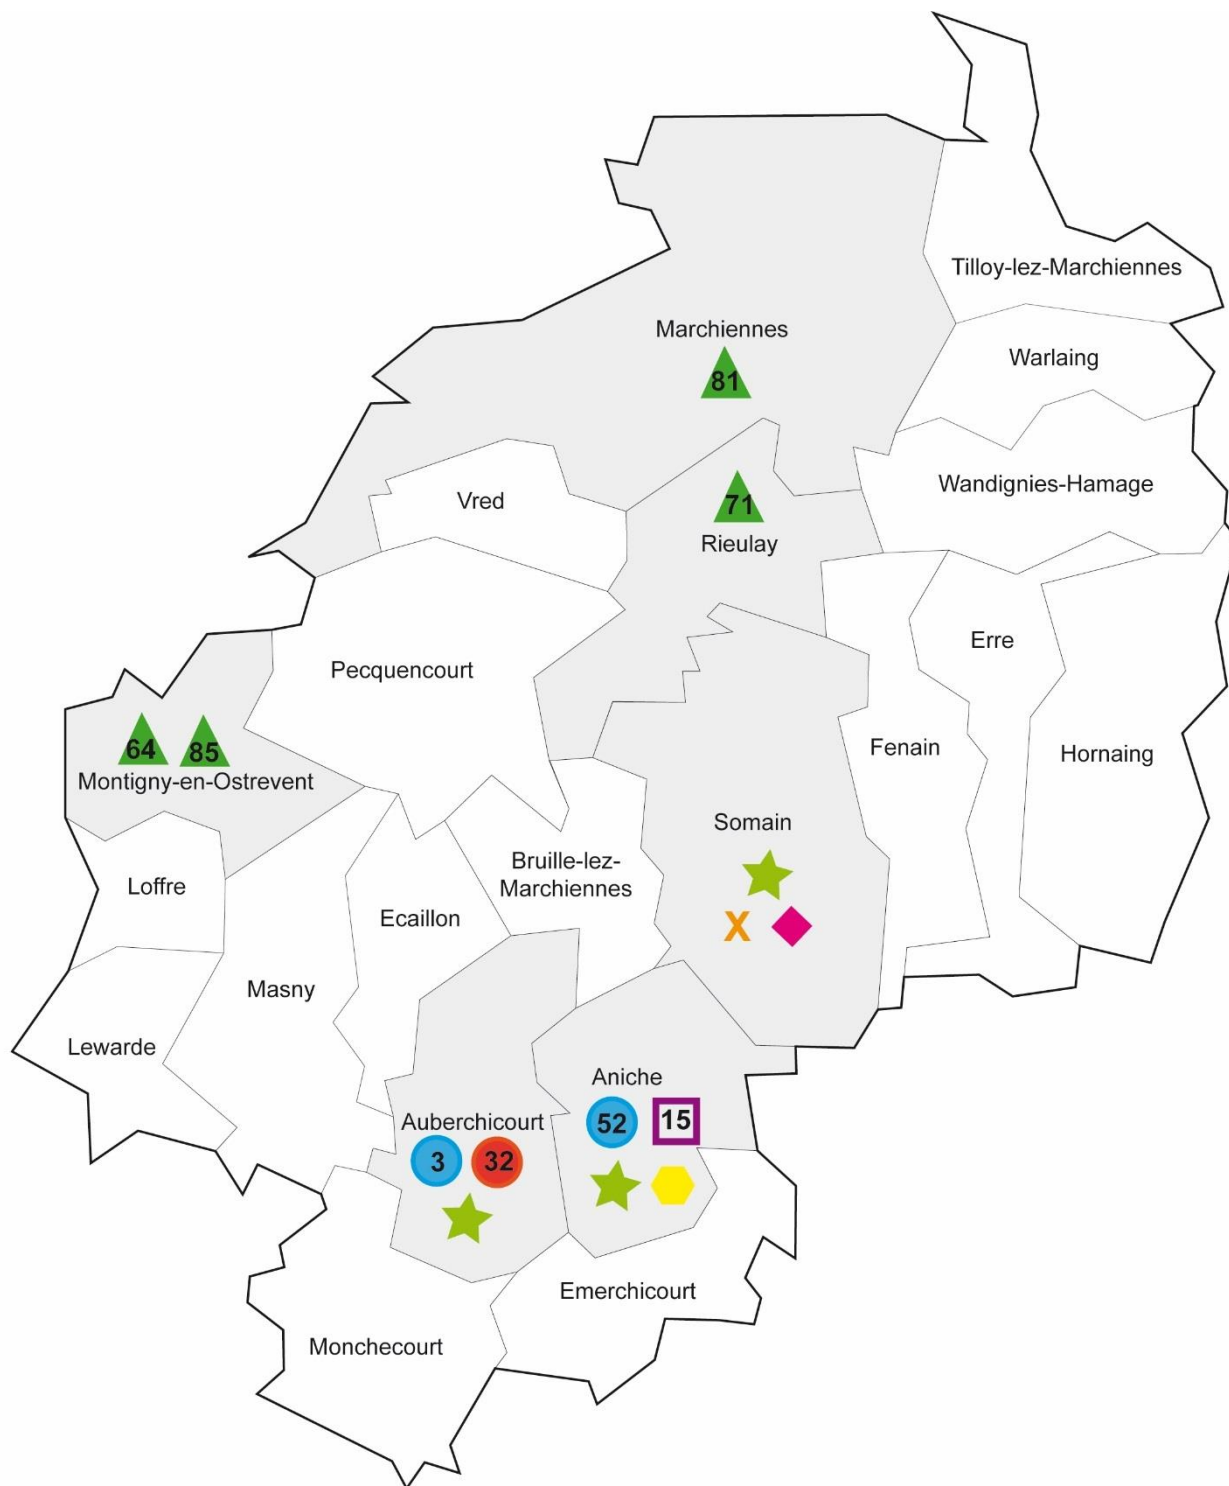 Tilloy-lez-Marchiennes
Marchiennes
81
Warlaing
Wandignies-Hamage
Vred
71
Rieulay
Erre
Pecquencourt
64
85
Montigny-en-Ostrevent
Fenain
Hornaing
Somain
Bruille-lez-
Marchiennes
Loffre
Ecaillon
X
Masny
Lewarde
Aniche
52
15
Auberchicourt
3
32
Emerchicourt
Monchecourt